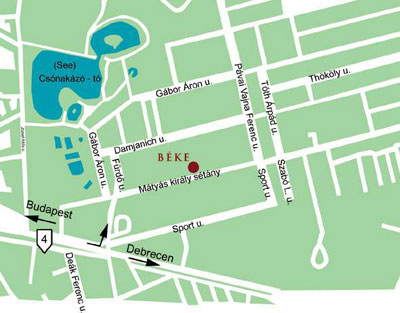 (See)
Csónakázó - tó
Gábor Áron u.
Pávai Vajna Ferenc u.
Tóth Árpád u.
Thököly u.
Gábor Áron u.
Fürdő u.
Damjanich u.
BÉKE
Mátyás király sétány
Sport u.
Szabó L. u.
Budapest
4
Sport u.
Debrecen
Deák Ferenc u.